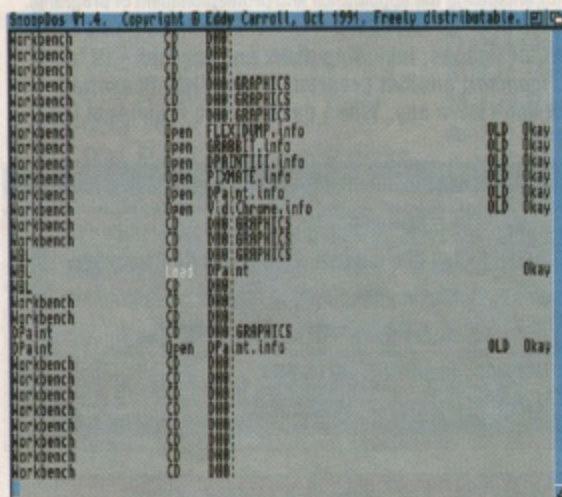 SnoopDos V1.4. Copyright © Eddy Carroll, Oct 1991. Freely distributable.
Workbench CD DH0:
Workbench CD DH0:
Workbench CD DH0:
Workbench CD DH0:GRAPHICS
Workbench CD DH0:GRAPHICS
Workbench CD DH0:GRAPHICS
Workbench Open FLEXIDUMP.info OLD Okay
Workbench Open GRABBIT.info OLD Okay
Workbench Open DPAINTIII.info OLD Okay
Workbench Open PIXMATE.info OLD Okay
Workbench Open DPaint.info OLD Okay
Workbench Open VidiChrome.info OLD Okay
Workbench CD DH0:GRAPHICS
Workbench CD DH0:GRAPHICS
WBL CD DH0:GRAPHICS
WBL Load DPaint Okay
WBL CD DH0:
Workbench CD DH0:
Workbench CD DH0:
DPaint CD DH0:GRAPHICS
DPaint Open DPaint.info OLD Okay
Workbench CD DH0:
Workbench CD DH0:
Workbench CD DH0:
Workbench CD DH0:
Workbench CD DH0:
Workbench CD DH0:
Workbench CD DH0:
Workbench CD DH0: